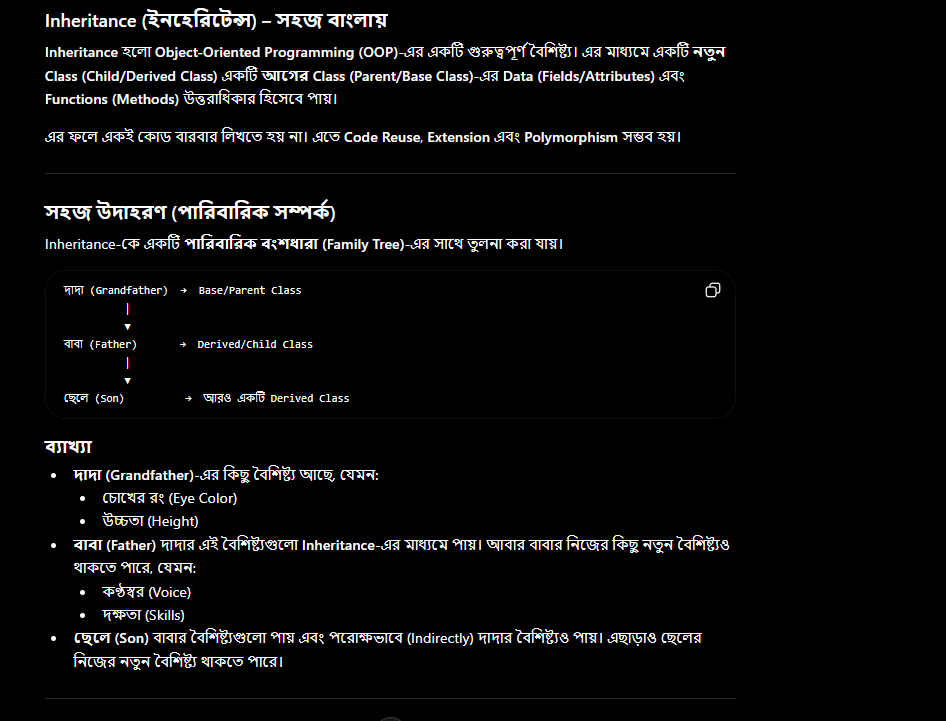 Inheritance (ইনহেরিটেন্স) – সহজ বাংলায়
Inheritance হলো Object-Oriented Programming (OOP)-এর একটি গুরুত্বপূর্ণ বৈশিষ্ট্য। এর মাধ্যমে একটি নতুন
Class (Child/Derived Class) একটি আগের Class (Parent/Base Class)-এর Data (Fields/Attributes) এবং
Functions (Methods) উত্তরাধিকার হিসেবে পায়।
এর ফলে একই কোড বারবার লিখতে হয় না। এতে Code Reuse, Extension এবং Polymorphism সম্ভব হয়।
সহজ উদাহরণ (পারিবারিক সম্পর্ক)
Inheritance-কে একটি পারিবারিক বংশধারা (Family Tree)-এর সাথে তুলনা করা যায়।
দাদা (Grandfather) → Base/Parent Class
│
▼
বাবা (Father) → Derived/Child Class
│
▼
ছেলে (Son) → আরও একটি Derived Class
ব্যাখ্যা
• দাদা (Grandfather)-এর কিছু বৈশিষ্ট্য আছে, যেমন:
• চোখের রং (Eye Color)
• উচ্চতা (Height)
• বাবা (Father) দাদার এই বৈশিষ্ট্যগুলো Inheritance-এর মাধ্যমে পায়। আবার বাবার নিজের কিছু নতুন বৈশিষ্ট্যও
থাকতে পারে, যেমন:
• কণ্ঠস্বর (Voice)
• দক্ষতা (Skills)
• ছেলে (Son) বাবার বৈশিষ্ট্যগুলো পায় এবং পরোক্ষভাবে (Indirectly) দাদার বৈশিষ্ট্যও পায়। এছাড়াও ছেলের
নিজের নতুন বৈশিষ্ট্য থাকতে পারে।